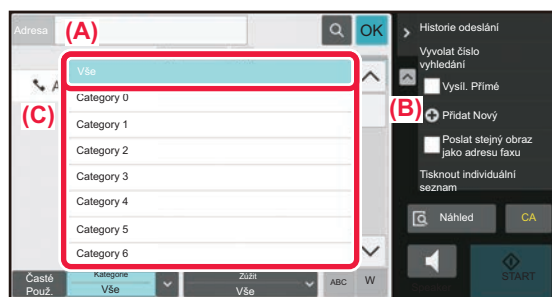 Adresa
(A)
OK
Historie odeslání
Vyvolat číslo
vyhledání
Vysíl. Přímé
(B)
Přidat Nový
Poslat stejný obraz
jako adresu faxu
Tisknout individuální
seznam
Náhled
CA
START
Vše
A
(C)
Category 0
Category 1
Category 2
Category 3
Category 4
Category 5
Category 6
Časté
Použ.
Kategorie
Vše
Zúžit
Vše
ABC
W